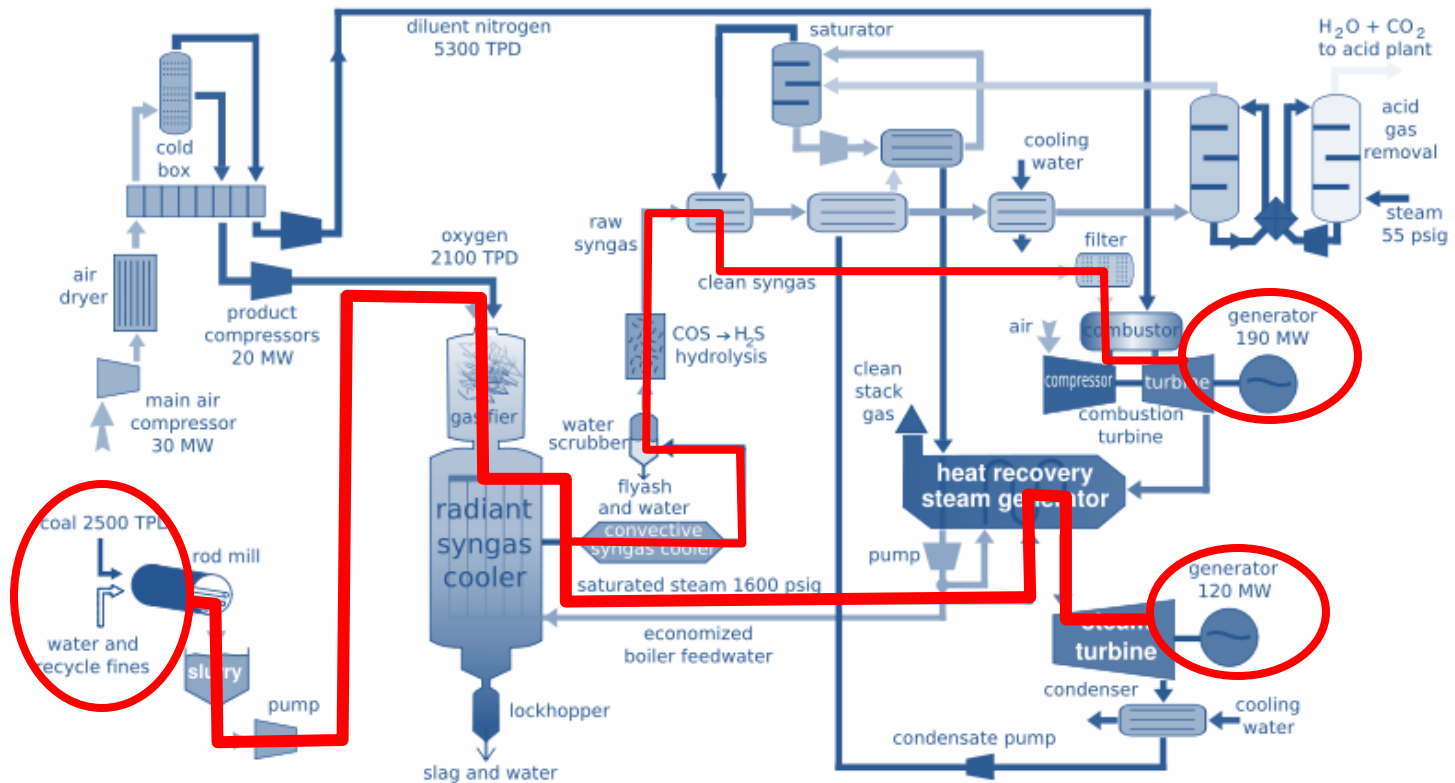 diluent nitrogen
5300 TPD
saturator
H₂O + CO₂
to acid plant
cold
box
cooling
water
acid
gas
removal
steam
55 psig
raw
syngas
filter
oxygen
2100 TPD
clean syngas
air
dryer
product
compressors
20 MW
COS → H₂S
hydrolysis
air
combustor
generator
190 MW
compressor
turbine
combustion
turbine
clean
stack
gas
gasifier
main air
compressor
30 MW
water
scrubber
flyash
and water
heat recovery
steam generator
coal 2500 TPD
rod mill
radiant
syngas
cooler
convective
syngas cooler
pump
saturated steam 1600 psig
generator
120 MW
water and
recycle fines
slurry
economized
boiler feedwater
steam
turbine
pump
lockhopper
condenser
cooling
water
condensate pump
slag and water